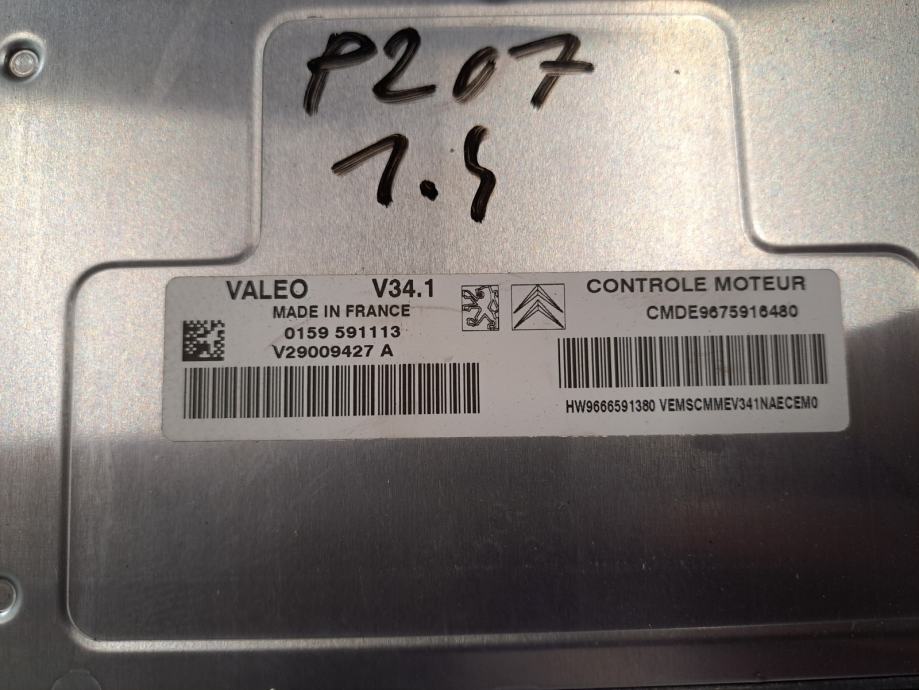 P207
1.4
VALEO V34.1
MADE IN FRANCE
0159 591113
V29009427 A
CONTROLE MOTEUR
CMDE9675916480
HW9666591380 VEMSCMMEV341NAECEM0